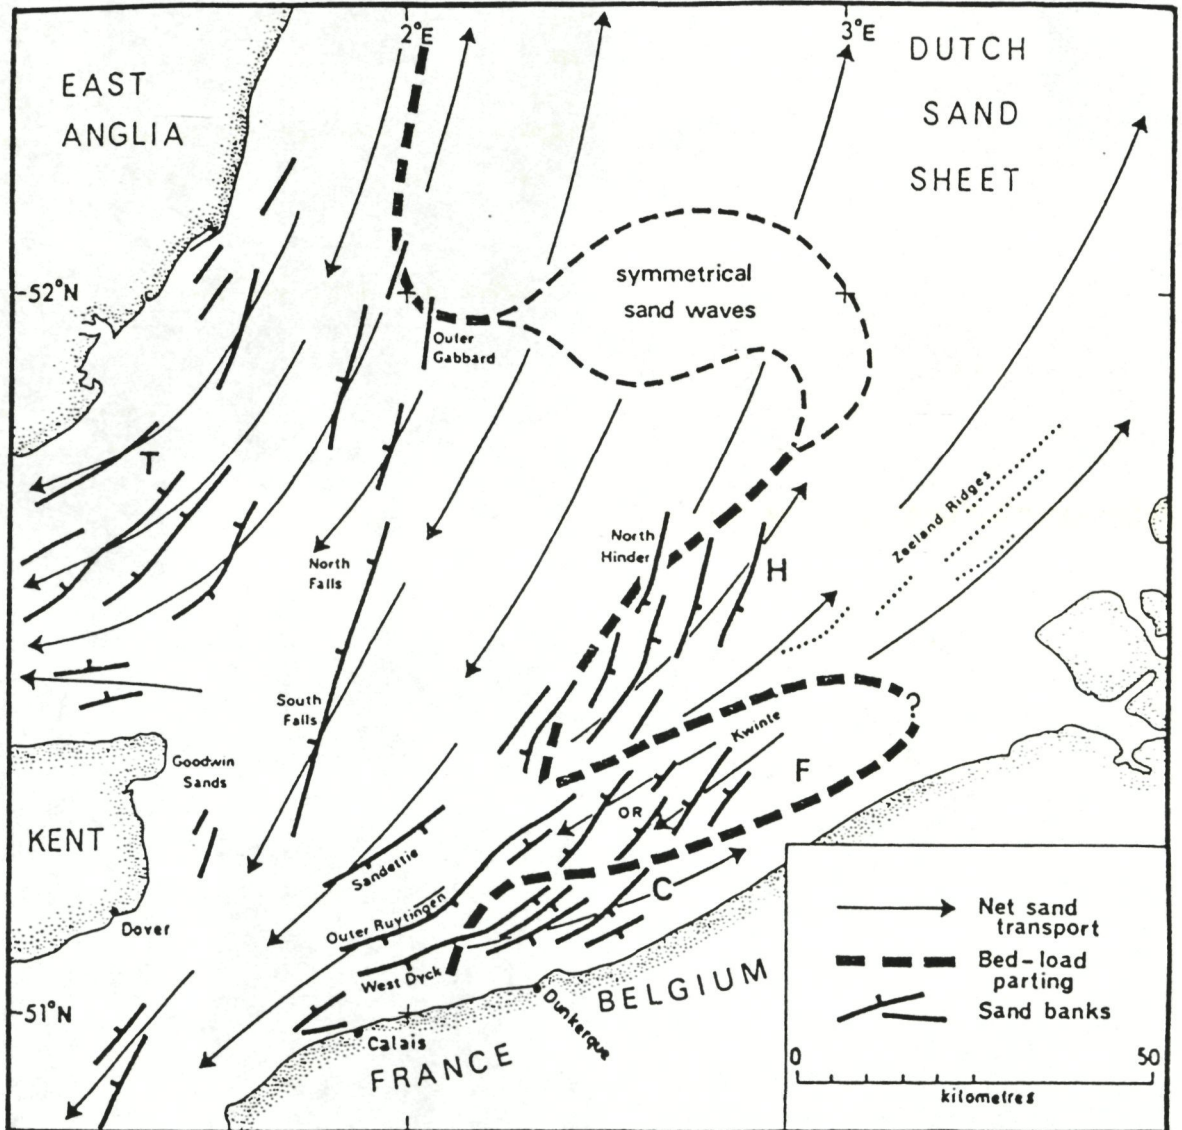 2°E
3°E
DUTCH
SAND
SHEET
EAST
ANGLIA
52°N
symmetrical
sand waves
Outer
Gabbard
T
North
Falls
North
Hinder
H
Zeeland Ridges
South
Falls
Goodwin
Sands
Kwinte
?
F
OR
KENT
Sandettie
C
Dover
Outer Ruytingen
West Dyck
51°N
Calais
Dunkerque
BELGIUM
FRANCE
Net sand
transport
Bed-load
parting
Sand banks
0
50
kilometres